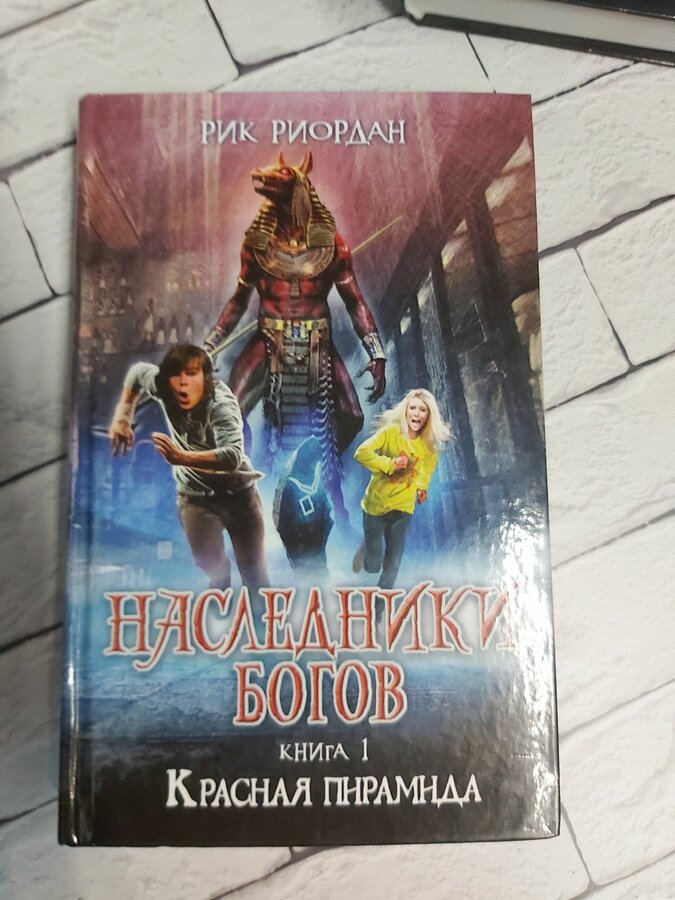 РИК РИОРДАН
НАСЛЕДНИКИ
БОГОВ
КНИГА 1
КРАСНАЯ ПИРАМИДА